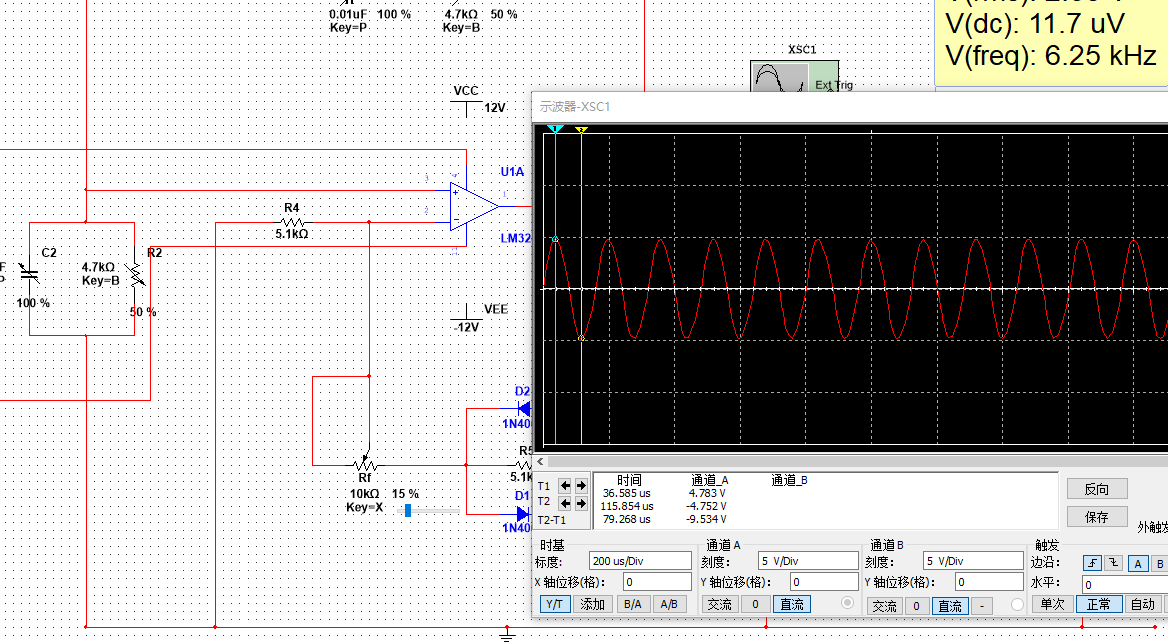 0.01uF 100 %
Key=P
4.7kΩ 50 %
Key=B
V(dc): 11.7 uV
V(freq): 6.25 kHz
XSC1
Ext Trig
VCC
12V
示波器-XSC1
U1A
3
4
1
2
11
R4
5.1kΩ
LM32
C2
R2
F
P
4.7kΩ
Key=B
100 %
50 %
VEE
-12V
D2
1N40
R5
5.1k
Rf
10kΩ 15 %
Key=X
D1
1N40
时间 通道_A 通道_B
T1 36.585 us 4.783 V
T2 115.854 us -4.752 V
T2-T1 79.268 us -9.534 V
反向
保存
外触发
时基
标度: 200 us/Div
X 轴位移(格): 0
Y/T 添加 B/A A/B
通道 A
刻度: 5 V/Div
Y 轴位移(格): 0
交流 0 直流
通道 B
刻度: 5 V/Div
Y 轴位移(格): 0
交流 0 直流 -
触发
边沿: A B
水平: 0
单次 正常 自动